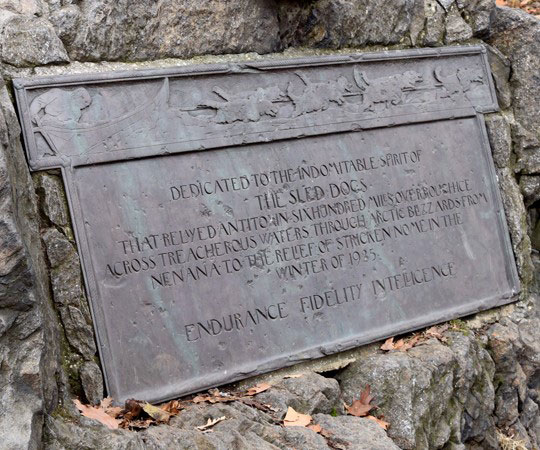 DEDICATED TO THE INDOMITABLE SPIRIT OF
THE SLED DOGS
THAT RELAYED ANTITOXIN SIX HUNDRED MILES OVER ROUGH ICE
ACROSS TREACHEROUS WATERS THROUGH ARCTIC BLIZZARDS FROM
NENANA TO THE RELIEF OF STRICKEN NOME IN THE
WINTER OF 1925.
ENDURANCE FIDELITY INTELLIGENCE